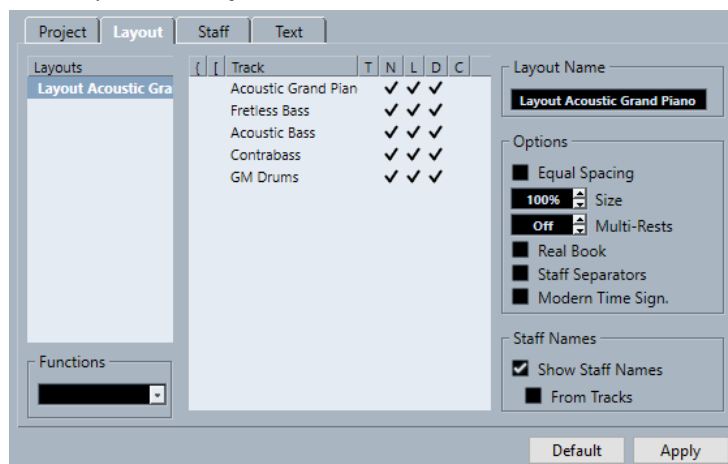 Project Layout Staff Text
Layouts
Layout Acoustic Gra
{ [ Track T N L D C
Acoustic Grand Pian
Fretless Bass
Acoustic Bass
Contrabass
GM Drums
Functions
Layout Name
Layout Acoustic Grand Piano
Options
Equal Spacing
100% Size
Off Multi-Rests
Real Book
Staff Separators
Modern Time Sign.
Staff Names
Show Staff Names
From Tracks
Default Apply